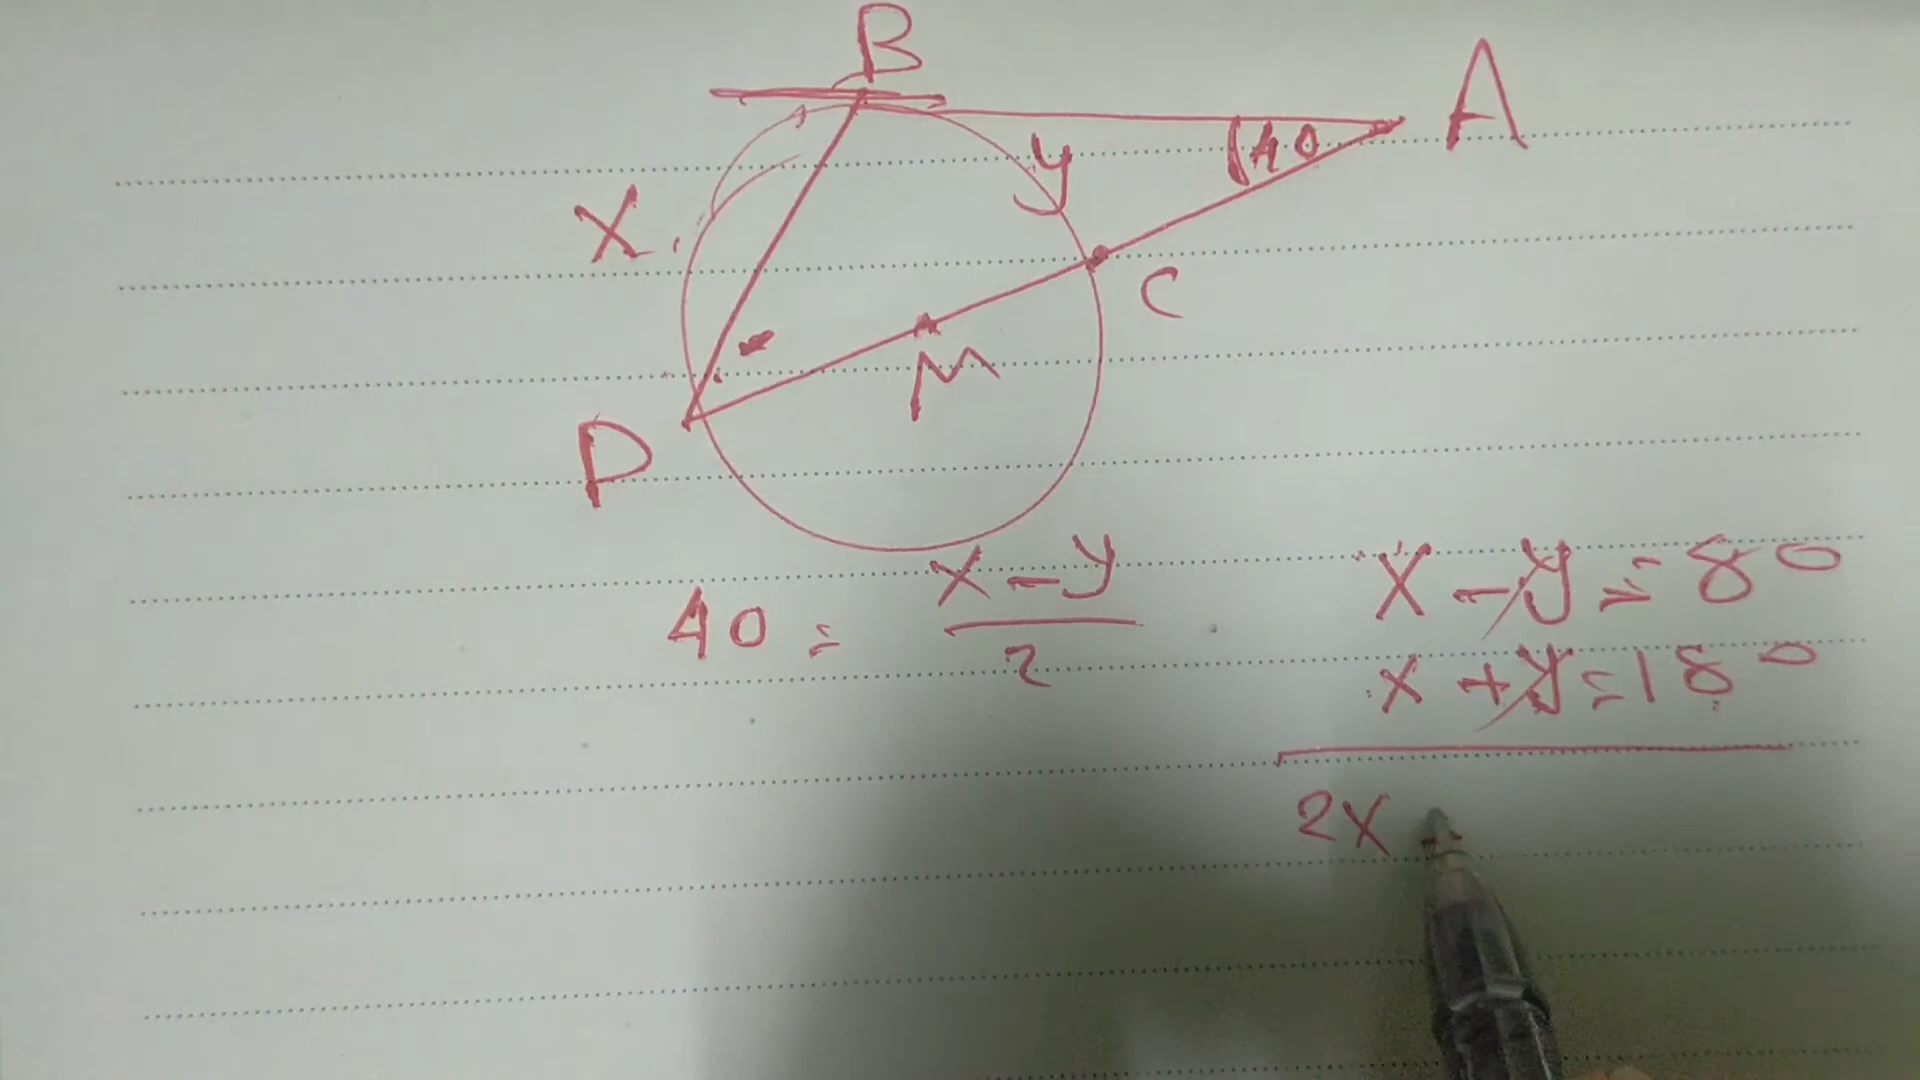 B
A
40
y
X
C
M
D
40 = x - y / 2
x - y = 80
x + y = 180
2x